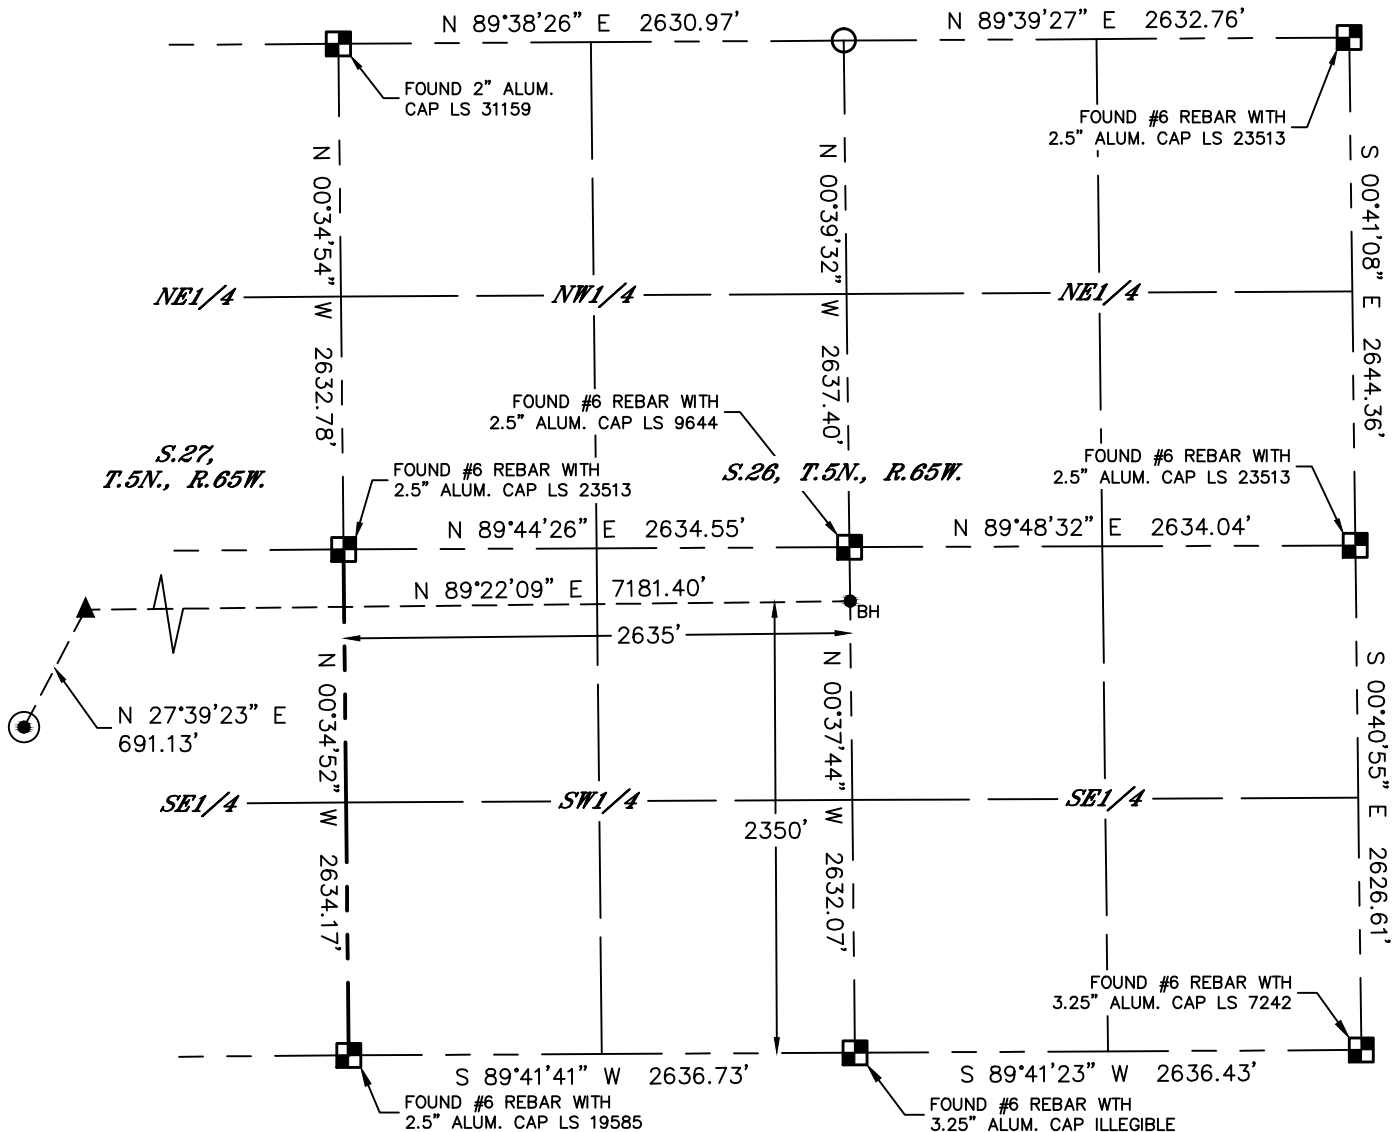 N 89°38'26" E 2630.97'
N 89°39'27" E 2632.76'
FOUND 2" ALUM.
CAP LS 31159
FOUND #6 REBAR WITH
2.5" ALUM. CAP LS 23513
N 00°34'54" W 2632.78'
N 00°39'32" W 2637.40'
S 00°41'08" E 2644.36'
NE1/4
NW1/4
NE1/4
FOUND #6 REBAR WITH
2.5" ALUM. CAP LS 9644
S.27,
T.5N., R.65W.
FOUND #6 REBAR WITH
2.5" ALUM. CAP LS 23513
S.26, T.5N., R.65W.
FOUND #6 REBAR WITH
2.5" ALUM. CAP LS 23513
N 89°44'26" E 2634.55'
N 89°48'32" E 2634.04'
N 89°22'09" E 7181.40'
BH
2635'
N 27°39'23" E
691.13'
N 00°34'52" W 2634.17'
N 00°37'44" W 2632.07'
S 00°40'55" E 2626.61'
SE1/4
SW1/4
SE1/4
2350'
FOUND #6 REBAR WTH
3.25" ALUM. CAP LS 7242
S 89°41'41" W 2636.73'
S 89°41'23" W 2636.43'
FOUND #6 REBAR WITH
2.5" ALUM. CAP LS 19585
FOUND #6 REBAR WTH
3.25" ALUM. CAP ILLEGIBLE